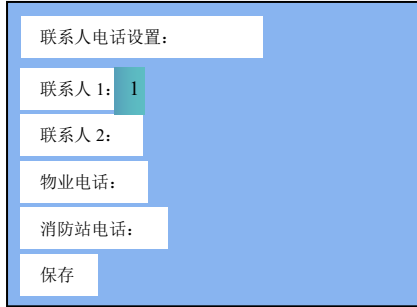 联系人电话设置：
联系人 1： 1
联系人 2：
物业电话：
消防站电话：
保存